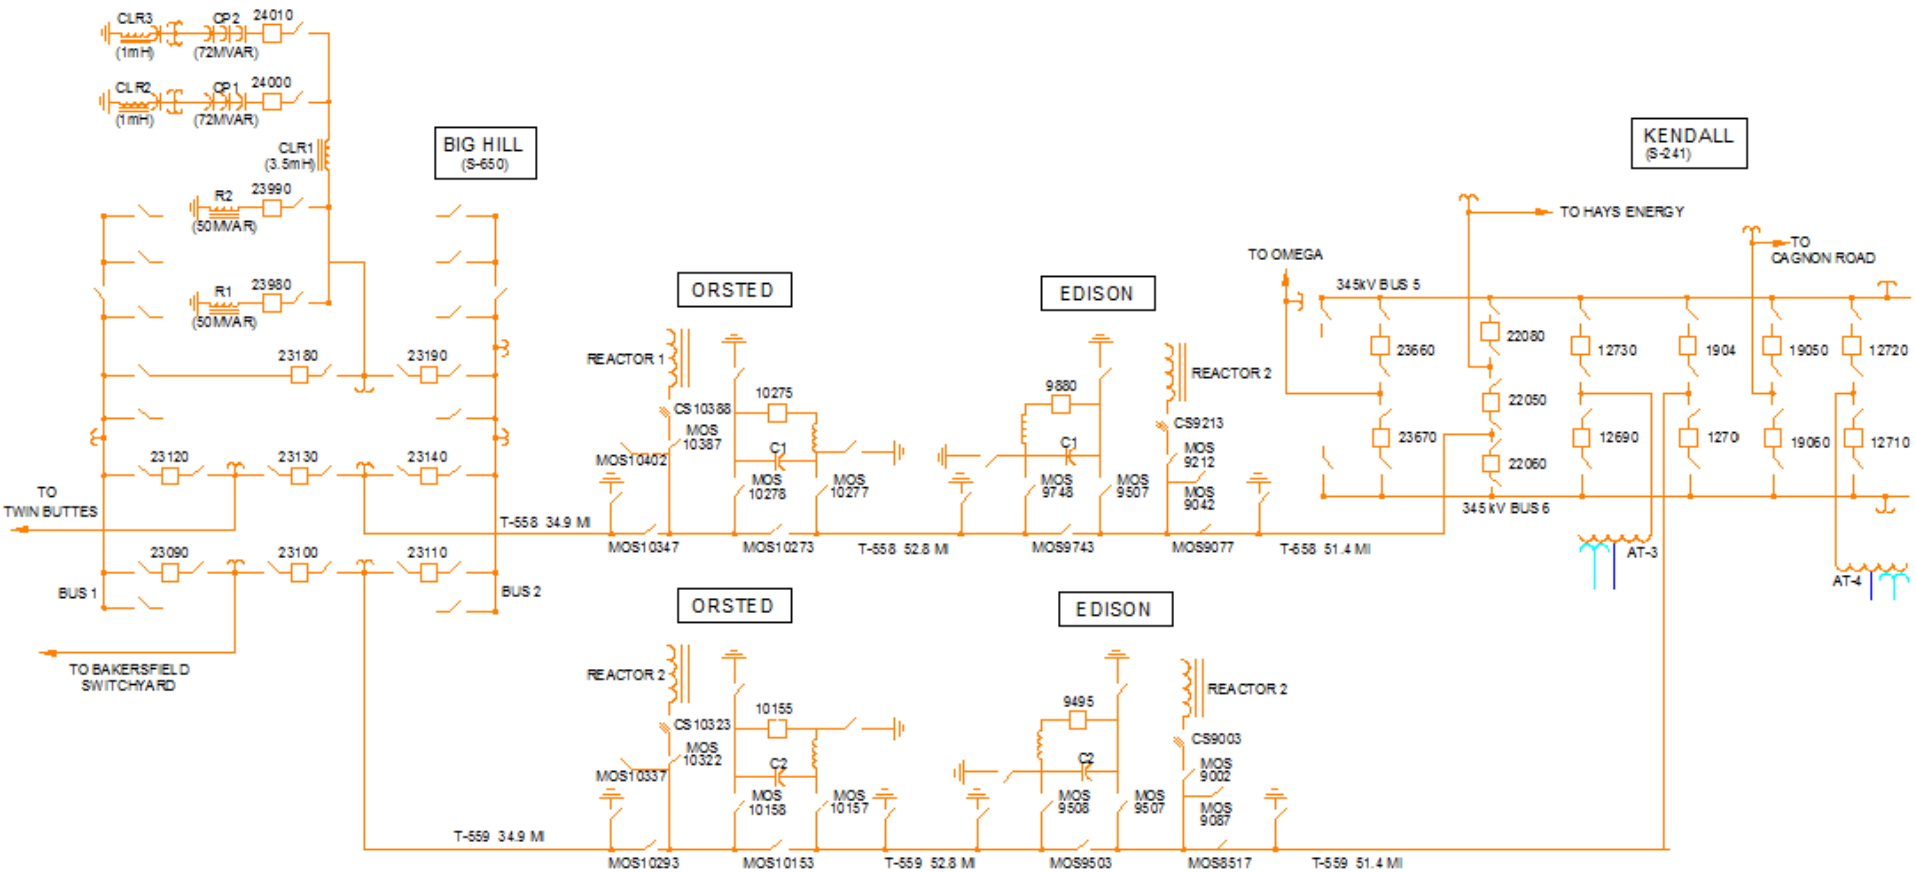 CLR3
CP2
24010
(1mH)
(72MVAR)
CLR2
CP1
24000
(1mH)
(72MVAR)
CLR1
(3.5mH)
BIG HILL
(S-650)
KENDALL
(S-241)
R2
23990
(50MVAR)
R1
23980
(50MVAR)
23180
23190
23120
23130
23140
TO
TWIN BUTTES
23090
23100
23110
BUS 1
BUS 2
TO BAKERSFIELD
SWITCHYARD
T-558 34.9 MI
ORSTED
REACTOR 1
CS10388
MOS
10387
MOS10402
10275
C1
MOS
10278
MOS
10277
MOS10347
MOS10273
T-558 52.8 MI
EDISON
9880
REACTOR 2
CS9213
C1
MOS
9212
MOS
9748
MOS
9507
MOS
9042
MOS9743
MOS9077
T-658 51.4 MI
TO HAYS ENERGY
TO OMEGA
TO
CAGNON ROAD
345kV BUS 5
23660
22080
12730
1904
19050
12720
22050
23670
22060
12690
1270
19060
12710
345 kV BUS 6
AT-3
AT-4
ORSTED
REACTOR 2
CS10323
MOS
10322
MOS10337
10155
C2
MOS
10158
MOS
10157
T-559 34.9 MI
MOS10293
MOS10153
T-559 52.8 MI
EDISON
9495
REACTOR 2
CS9003
C2
MOS
9002
MOS
9508
MOS
9507
MOS
9087
MOS9503
MOS8517
T-559 51.4 MI